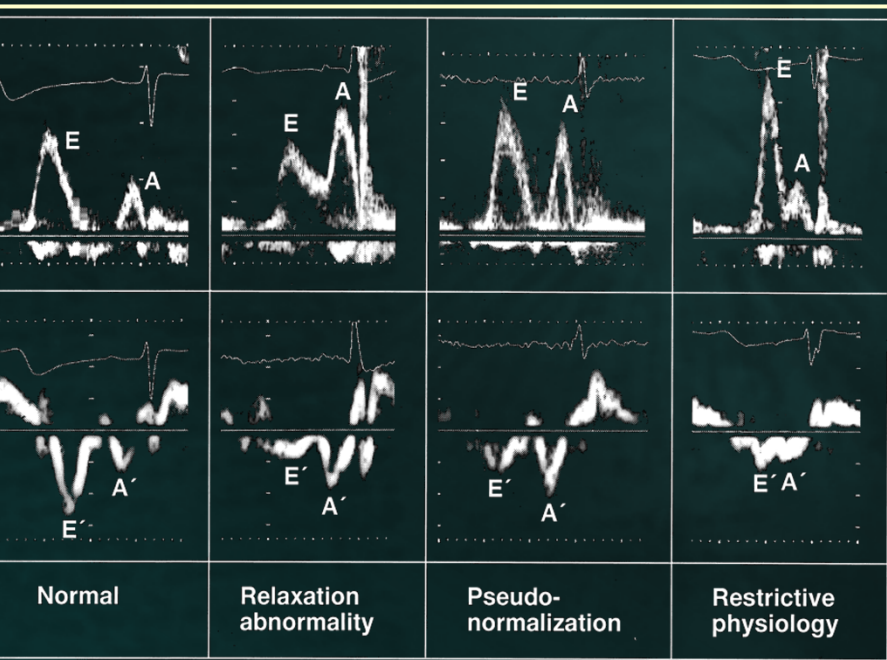 E
A
E
A
E
A
E
A
E´
A´
E´
A´
E´
A´
E´ A´
Normal
Relaxation
abnormality
Pseudo-
normalization
Restrictive
physiology